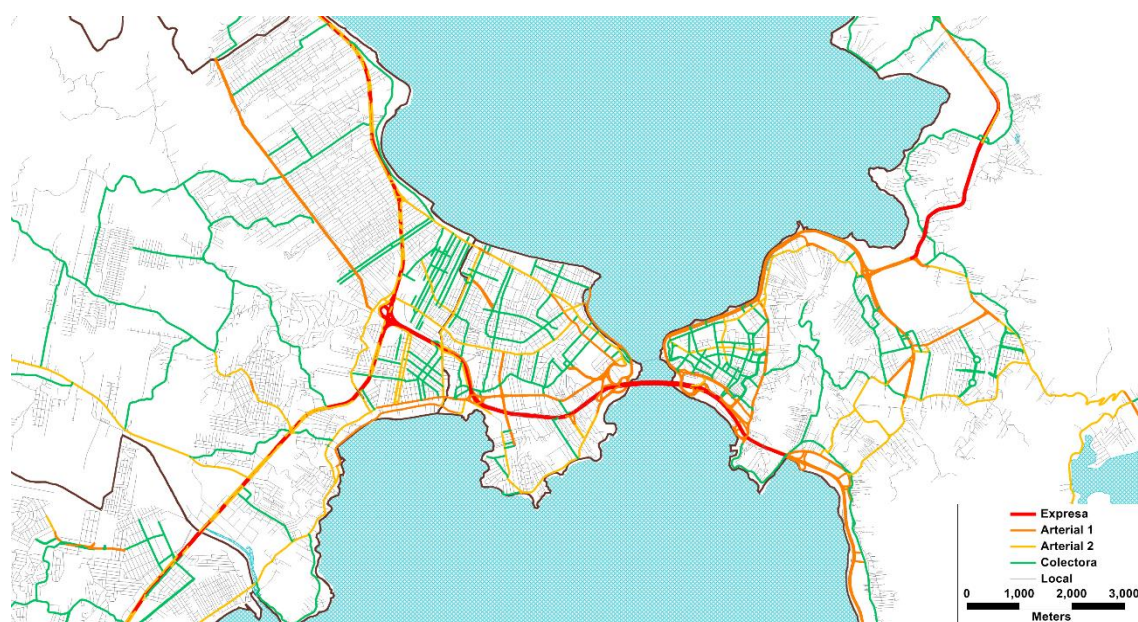 Expresa
Arterial 1
Arterial 2
Colectora
Local
0 1,000 2,000 3,000
Meters